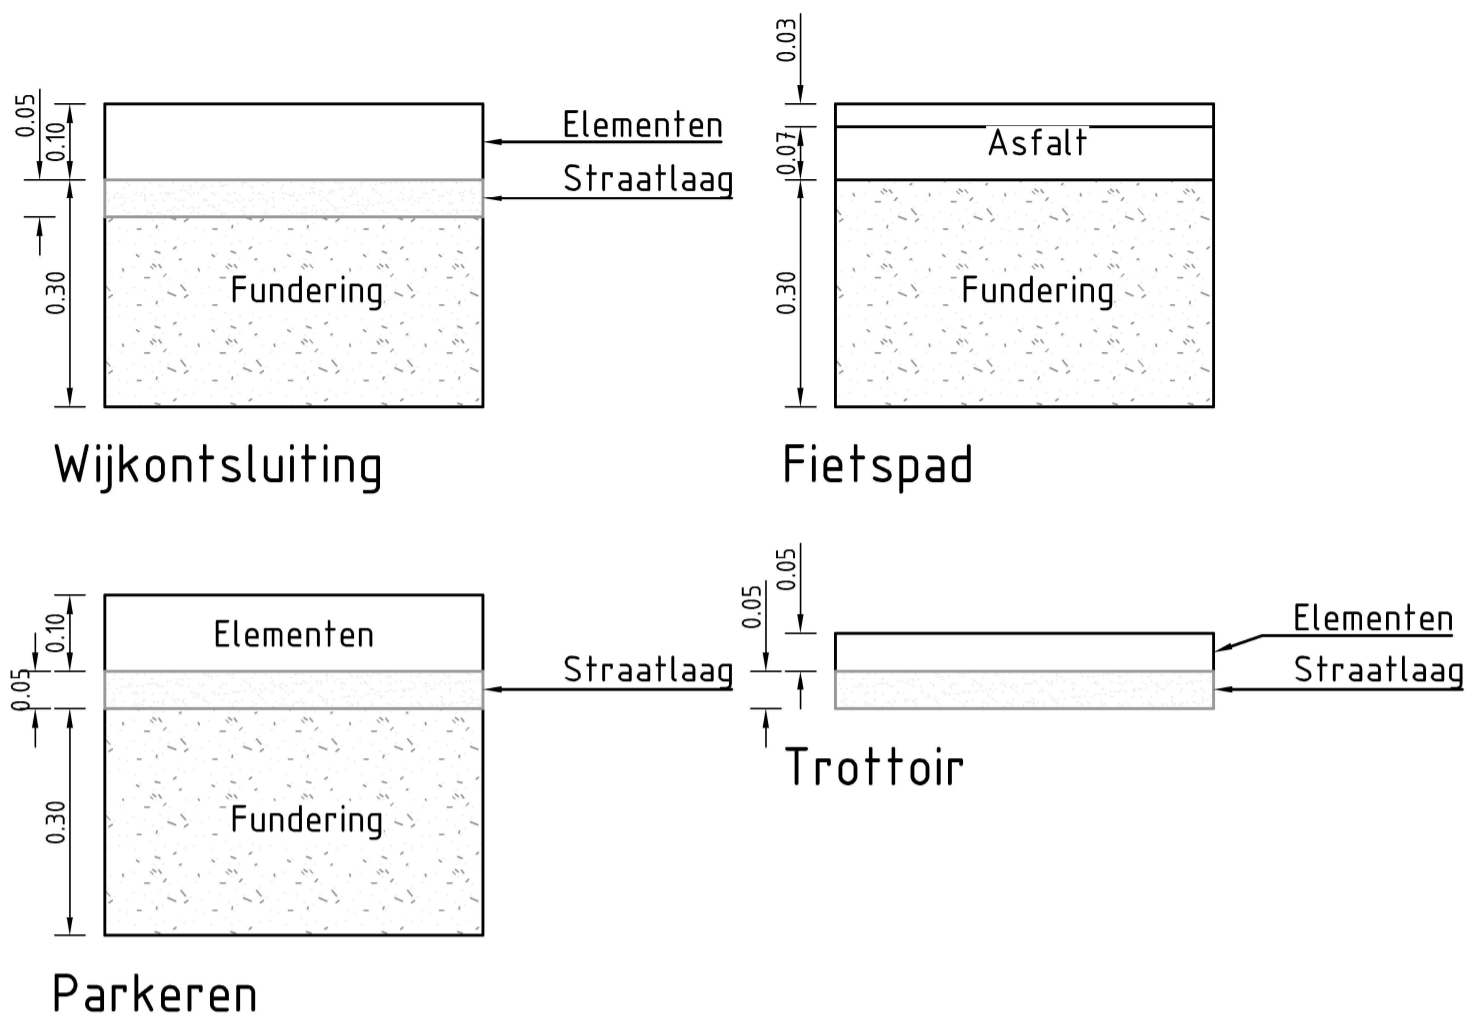 0.05
0.10
0.30
Elementen
Straatlaag
Fundering
Wijkontsluiting
0.03
0.07
0.30
Asfalt
Fundering
Fietspad
0.10
0.05
0.30
Elementen
Straatlaag
Fundering
Parkeren
0.05
0.05
Elementen
Straatlaag
Trottoir